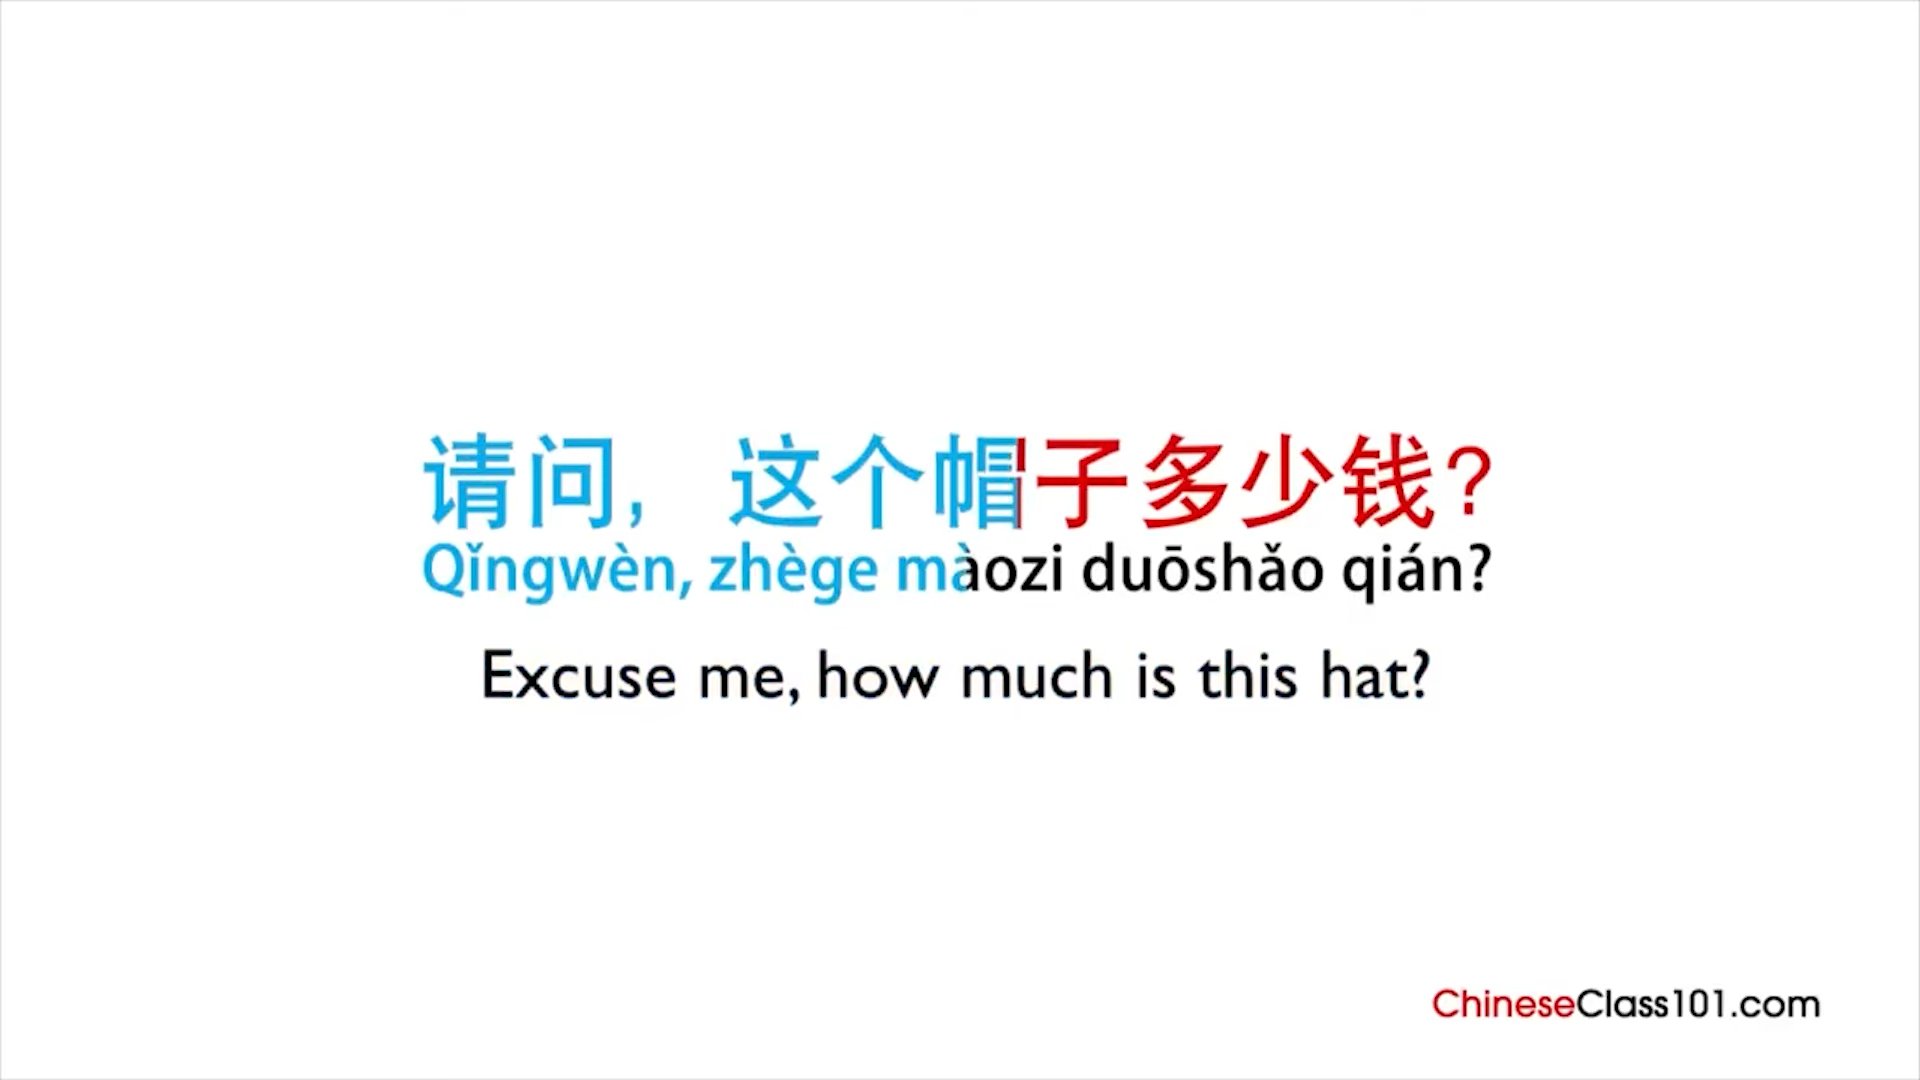 请问，这个帽子多少钱?
Qǐngwèn, zhège màozi duōshǎo qián?
Excuse me, how much is this hat?
ChineseClass101.com